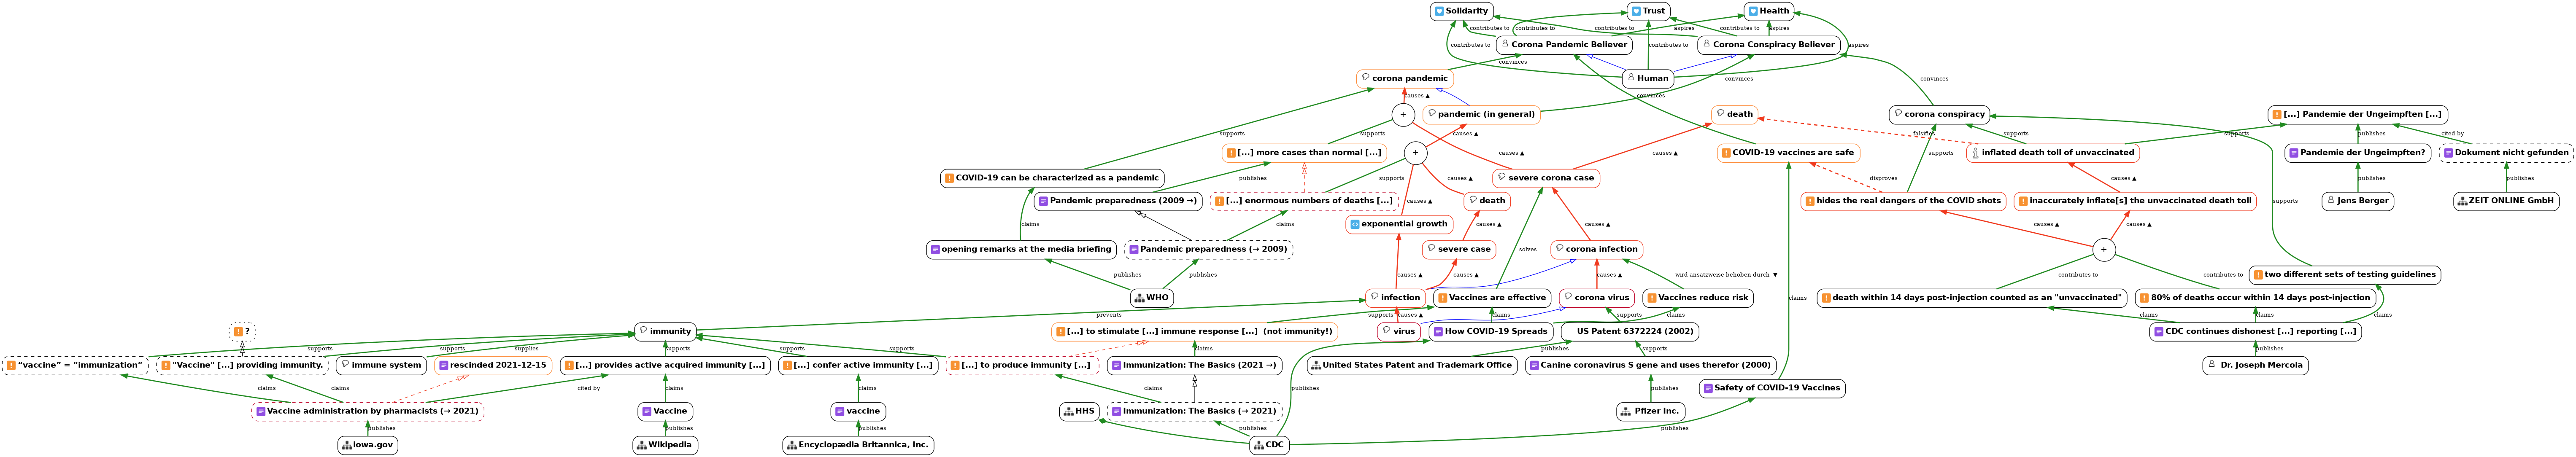 Solidarity
Trust
Health
contributes to
contributes to
contributes to
aspires
contributes to
aspires
Corona Pandemic Believer
Corona Conspiracy Believer
contributes to
contributes to
aspires
convinces
corona pandemic
Human
convinces
convinces
causes ▲
convinces
+
pandemic (in general)
death
corona conspiracy
[...] Pandemie der Ungeimpften [...]
supports
supports
causes ▲
falsifies
supports
supports
publishes
cited by
[...] more cases than normal [...]
+
causes ▲
causes ▲
COVID-19 vaccines are safe
supports
inflated death toll of unvaccinated
Pandemie der Ungeimpften?
Dokument nicht gefunden
COVID-19 can be characterized as a pandemic
publishes
supports
causes ▲
severe corona case
disproves
causes ▲
publishes
publishes
Pandemic preparedness (2009 →)
[...] enormous numbers of deaths [...]
causes ▲
death
hides the real dangers of the COVID shots
inaccurately inflate[s] the unvaccinated death toll
supports
Jens Berger
ZEIT ONLINE GmbH
claims
claims
exponential growth
causes ▲
causes ▲
causes ▲
causes ▲
opening remarks at the media briefing
Pandemic preparedness (→ 2009)
severe case
solves
corona infection
+
publishes
publishes
causes ▲
causes ▲
causes ▲
wird ansatzweise behoben durch ▼
contributes to
contributes to
two different sets of testing guidelines
WHO
infection
Vaccines are effective
corona virus
Vaccines reduce risk
claims
death within 14 days post-injection counted as an "unvaccinated"
80% of deaths occur within 14 days post-injection
prevents
supports
causes ▲
claims
supports
claims
claims
claims
claims
?
immunity
[...] to stimulate [...] immune response [...] (not immunity!)
virus
How COVID-19 Spreads
US Patent 6372224 (2002)
CDC continues dishonest [...] reporting [...]
supports
supports
supplies
supports
supports
supports
claims
publishes
supports
publishes
“vaccine” = “immunization”
"Vaccine" [...] providing immunity.
immune system
rescinded 2021-12-15
[...] provides active acquired immunity [...]
[...] confer active immunity [...]
[...] to produce immunity [...]
Immunization: The Basics (2021 →)
United States Patent and Trademark Office
Canine coronavirus S gene and uses therefor (2000)
Dr. Joseph Mercola
claims
claims
cited by
claims
claims
claims
publishes
publishes
Safety of COVID-19 Vaccines
Vaccine administration by pharmacists (→ 2021)
Vaccine
vaccine
HHS
Immunization: The Basics (→ 2021)
Pfizer Inc.
publishes
publishes
publishes
publishes
publishes
iowa.gov
Wikipedia
Encyclopædia Britannica, Inc.
CDC